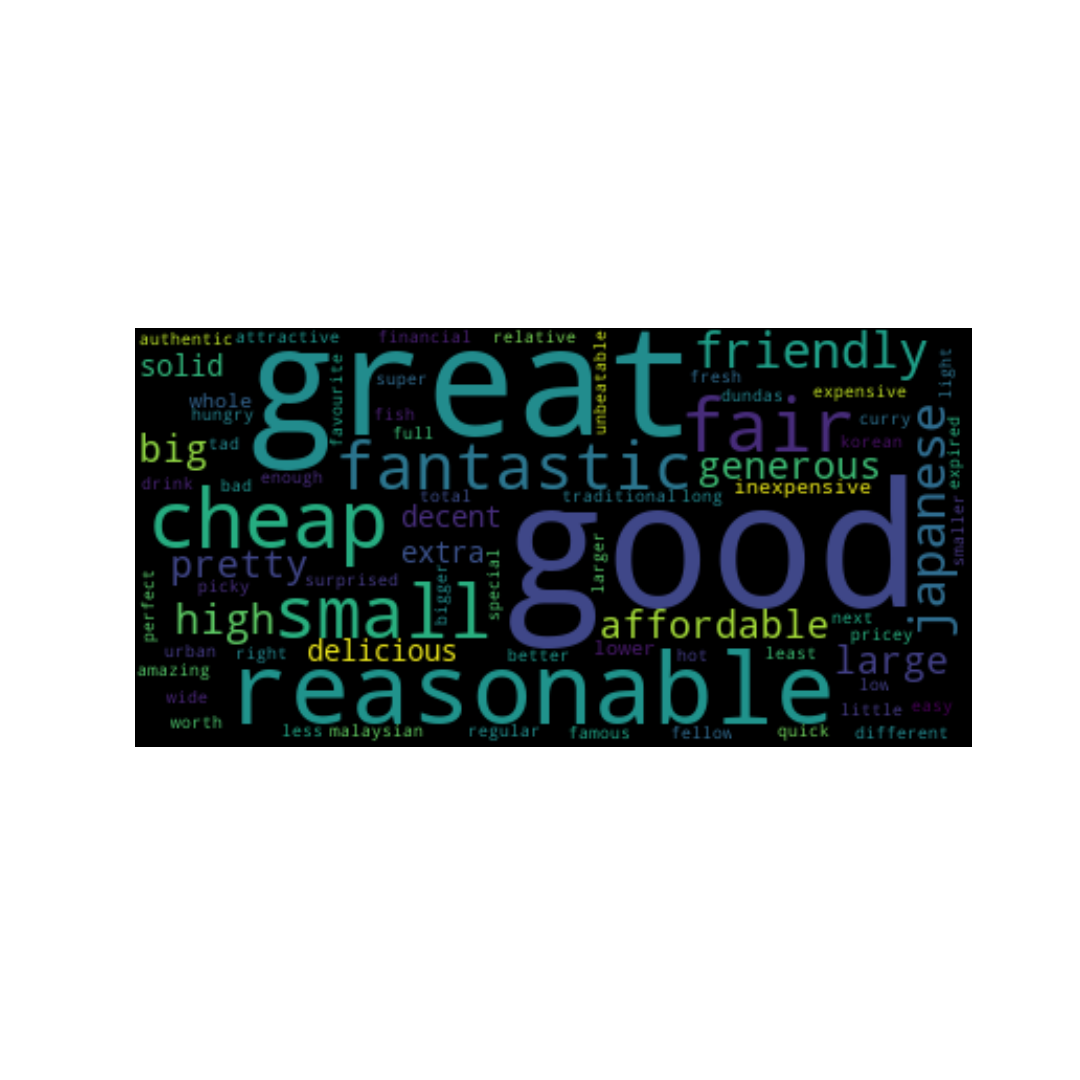 authentic
attractive
financial
relative
unbeatable
friendly
great
solid
favourite
super
fresh
light
whole
hungry
fish
full
dundas
expensive
fair
curry
korean
japanese
expired
big
tad
fantastic
generous
drink
bad
enough
total
traditional
long
inexpensive
cheap
decent
good
smaller
pretty
extra
special
larger
picky
surprised
bigger
perfect
high
small
affordable
next
pricey
urban
right
delicious
better
lower
hot
least
large
amazing
reasonable
low
wide
little
easy
worth
less
malaysian
regular
famous
fellow
quick
different